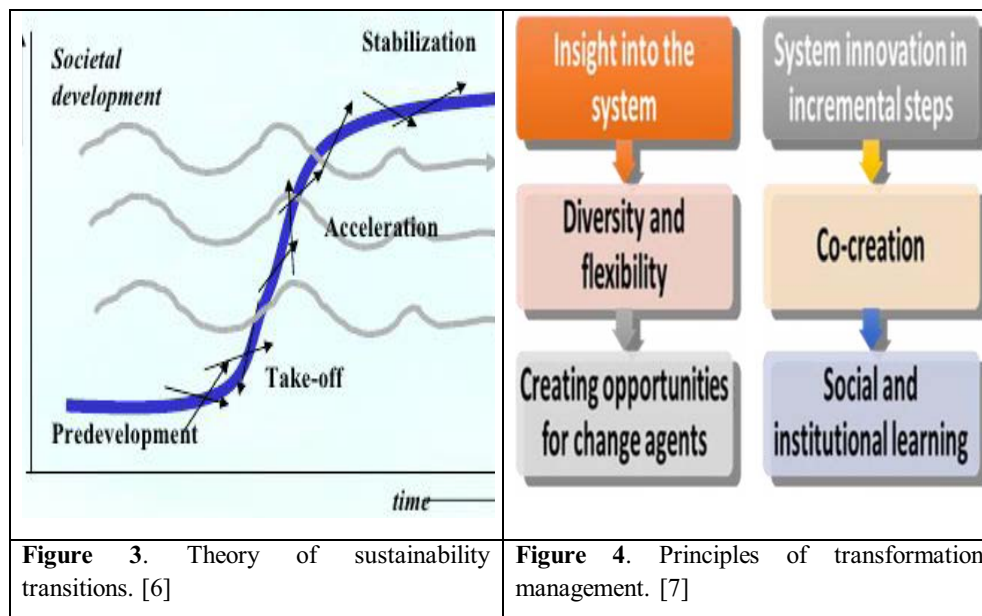 Stabilization
Societal
development
Acceleration
Take-off
Predevelopment
time
Insight into the
system
Diversity and
flexibility
Creating opportunities
for change agents
System innovation in
incremental steps
Co-creation
Social and
institutional learning
Figure 3. Theory of sustainability
transitions. [6]
Figure 4. Principles of transformation
management. [7]